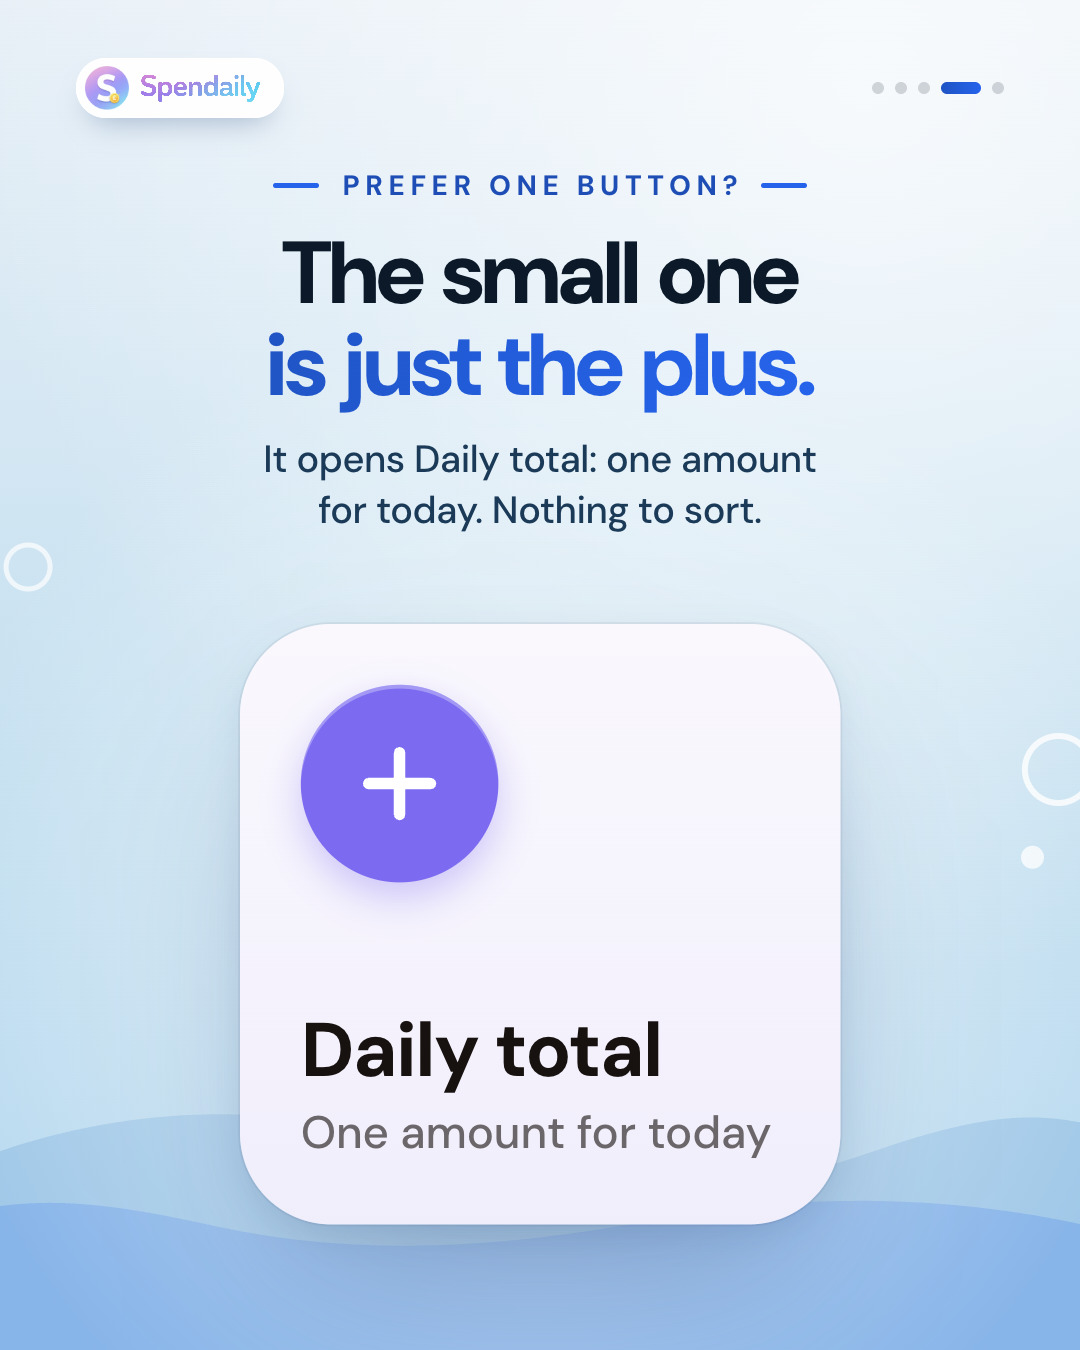 Spendaily
PREFER ONE BUTTON?
The small one
is just the plus.
It opens Daily total: one amount
for today. Nothing to sort.
Daily total
One amount for today